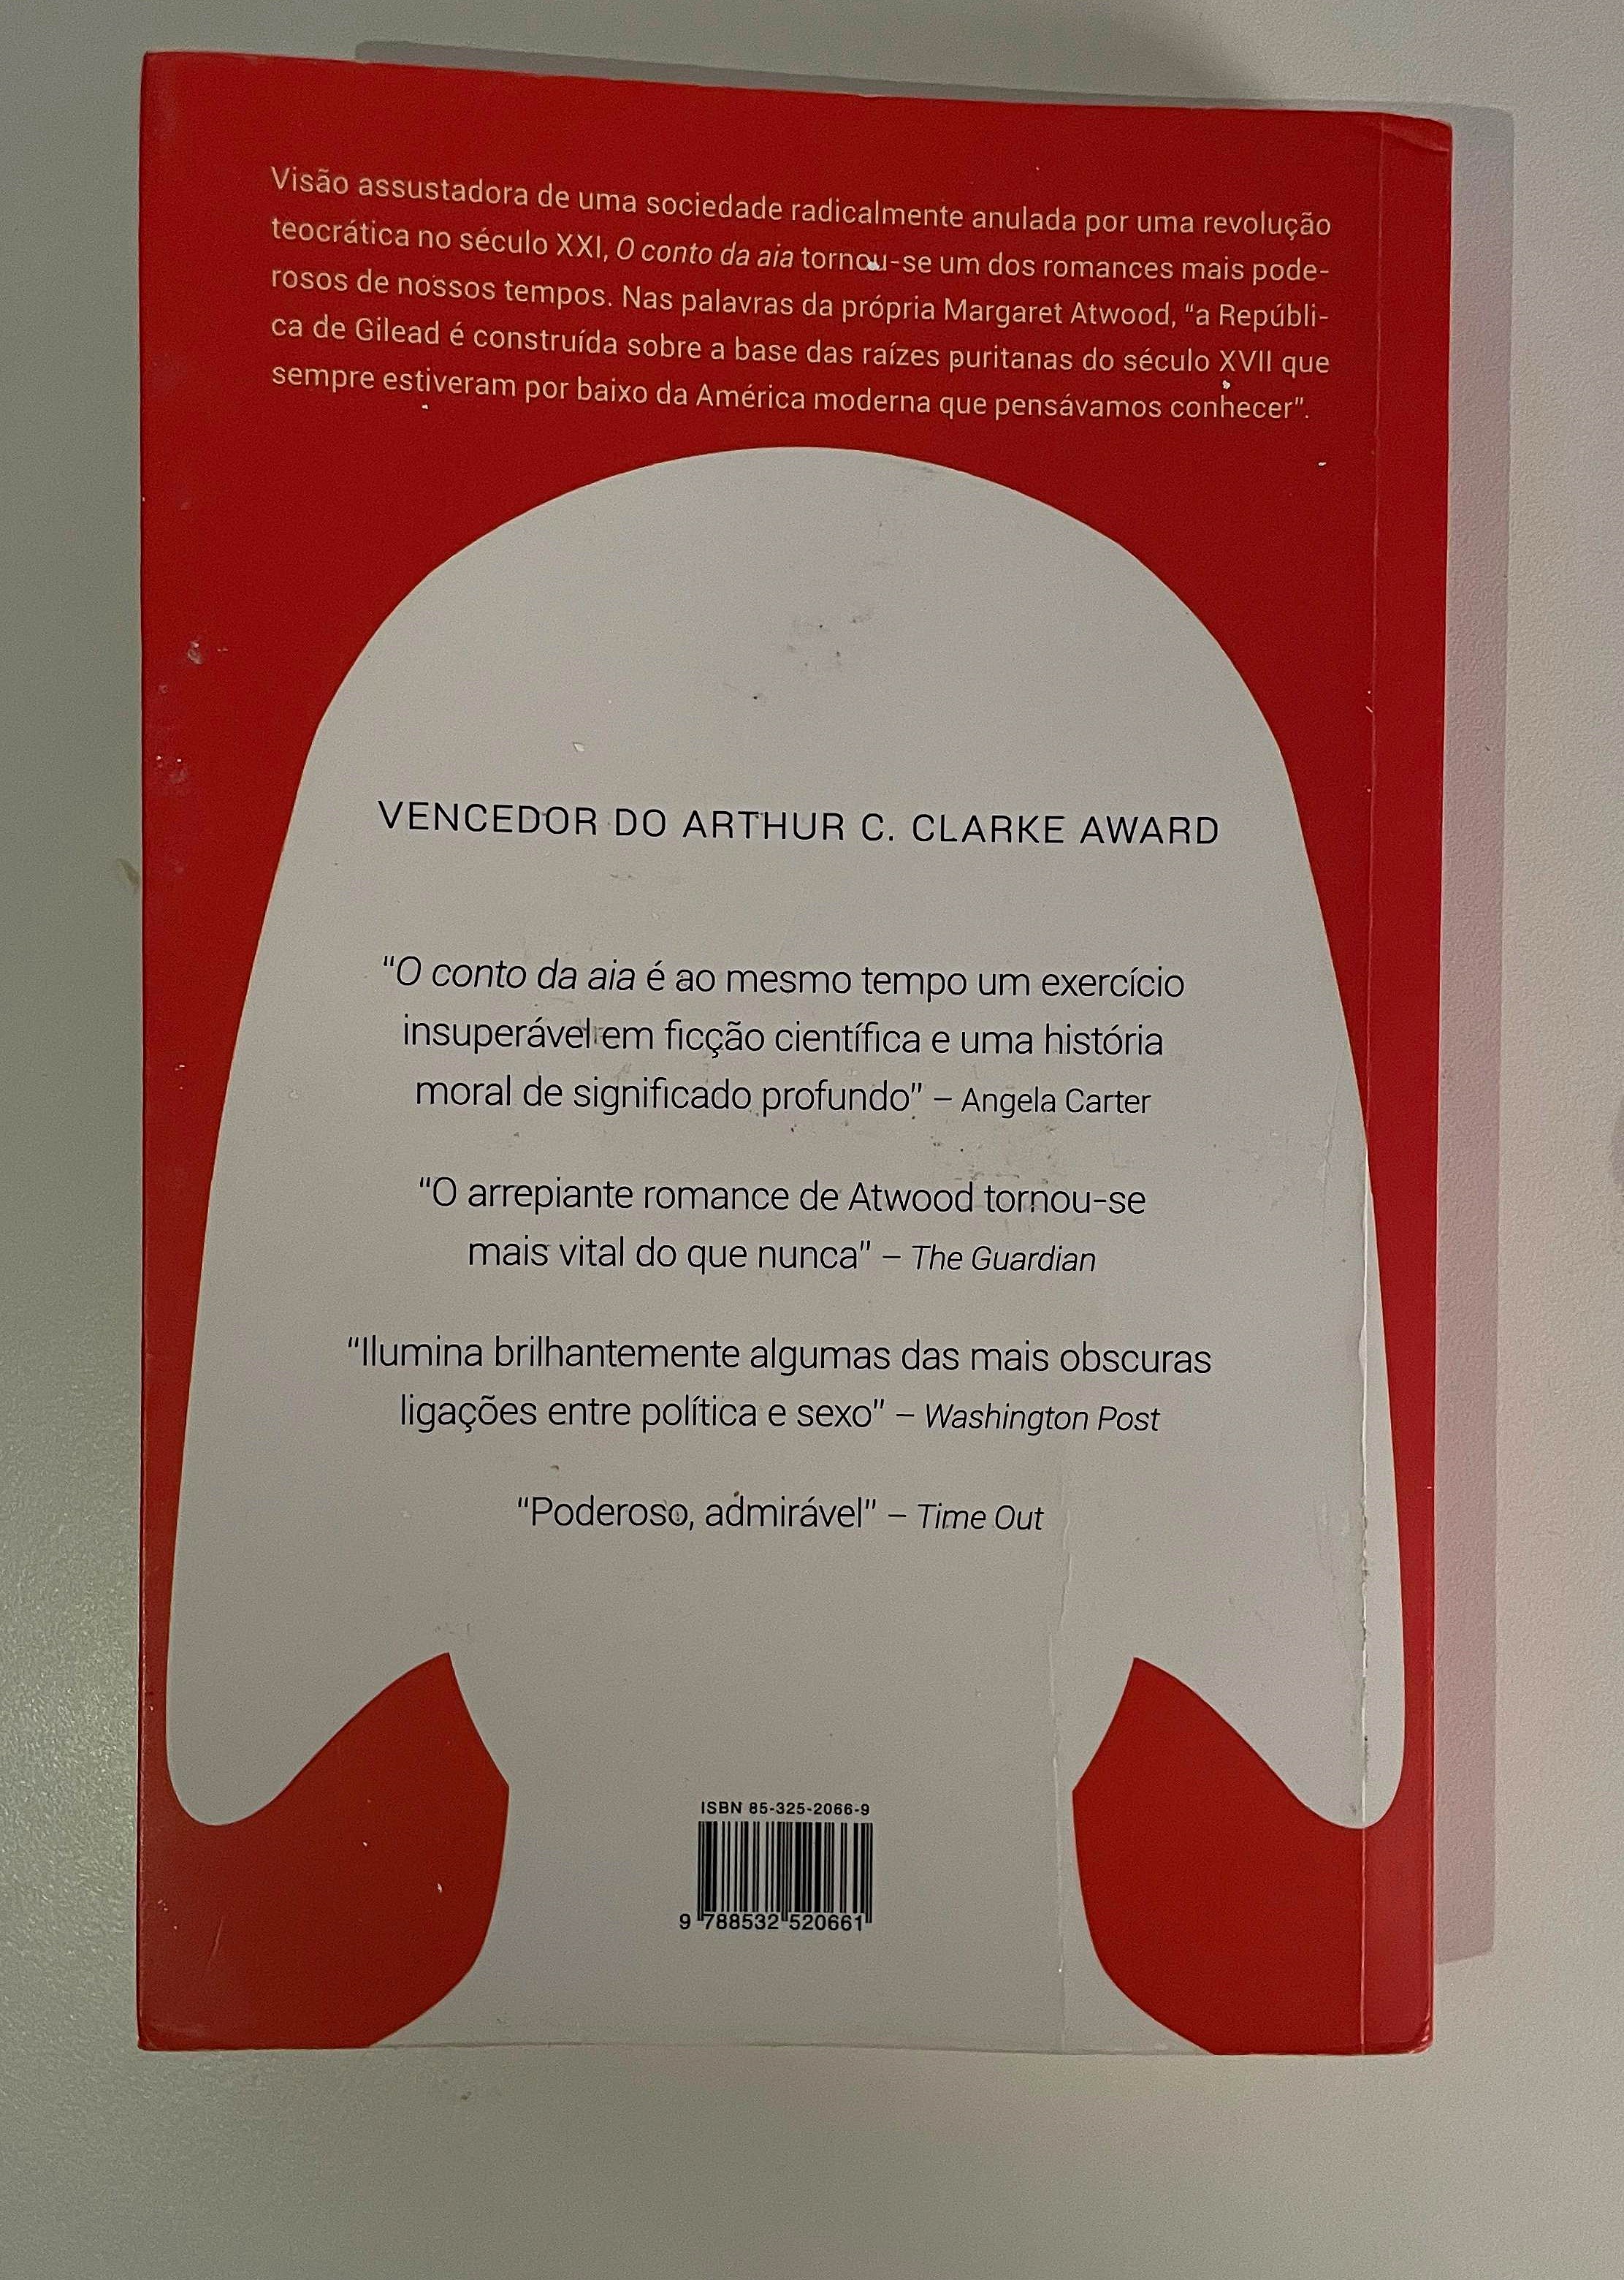 Visão assustadora de uma sociedade radicalmente anulada por uma revolução
teocrática no século XXI, O conto da aia tornou-se um dos romances mais pode-
rosos de nossos tempos. Nas palavras da própria Margaret Atwood, “a Repúbli-
ca de Gilead é construída sobre a base das raízes puritanas do século XVII que
sempre estiveram por baixo da América moderna que pensávamos conhecer”.
VENCEDOR DO ARTHUR C. CLARKE AWARD
“O conto da aia é ao mesmo tempo um exercício
insuperável em ficção científica e uma história
moral de significado profundo” – Angela Carter
“O arrepiante romance de Atwood tornou-se
mais vital do que nunca” – The Guardian
“Ilumina brilhantemente algumas das mais obscuras
ligações entre política e sexo” – Washington Post
“Poderoso, admirável” – Time Out
ISBN 85-325-2066-9
9 788532 520661